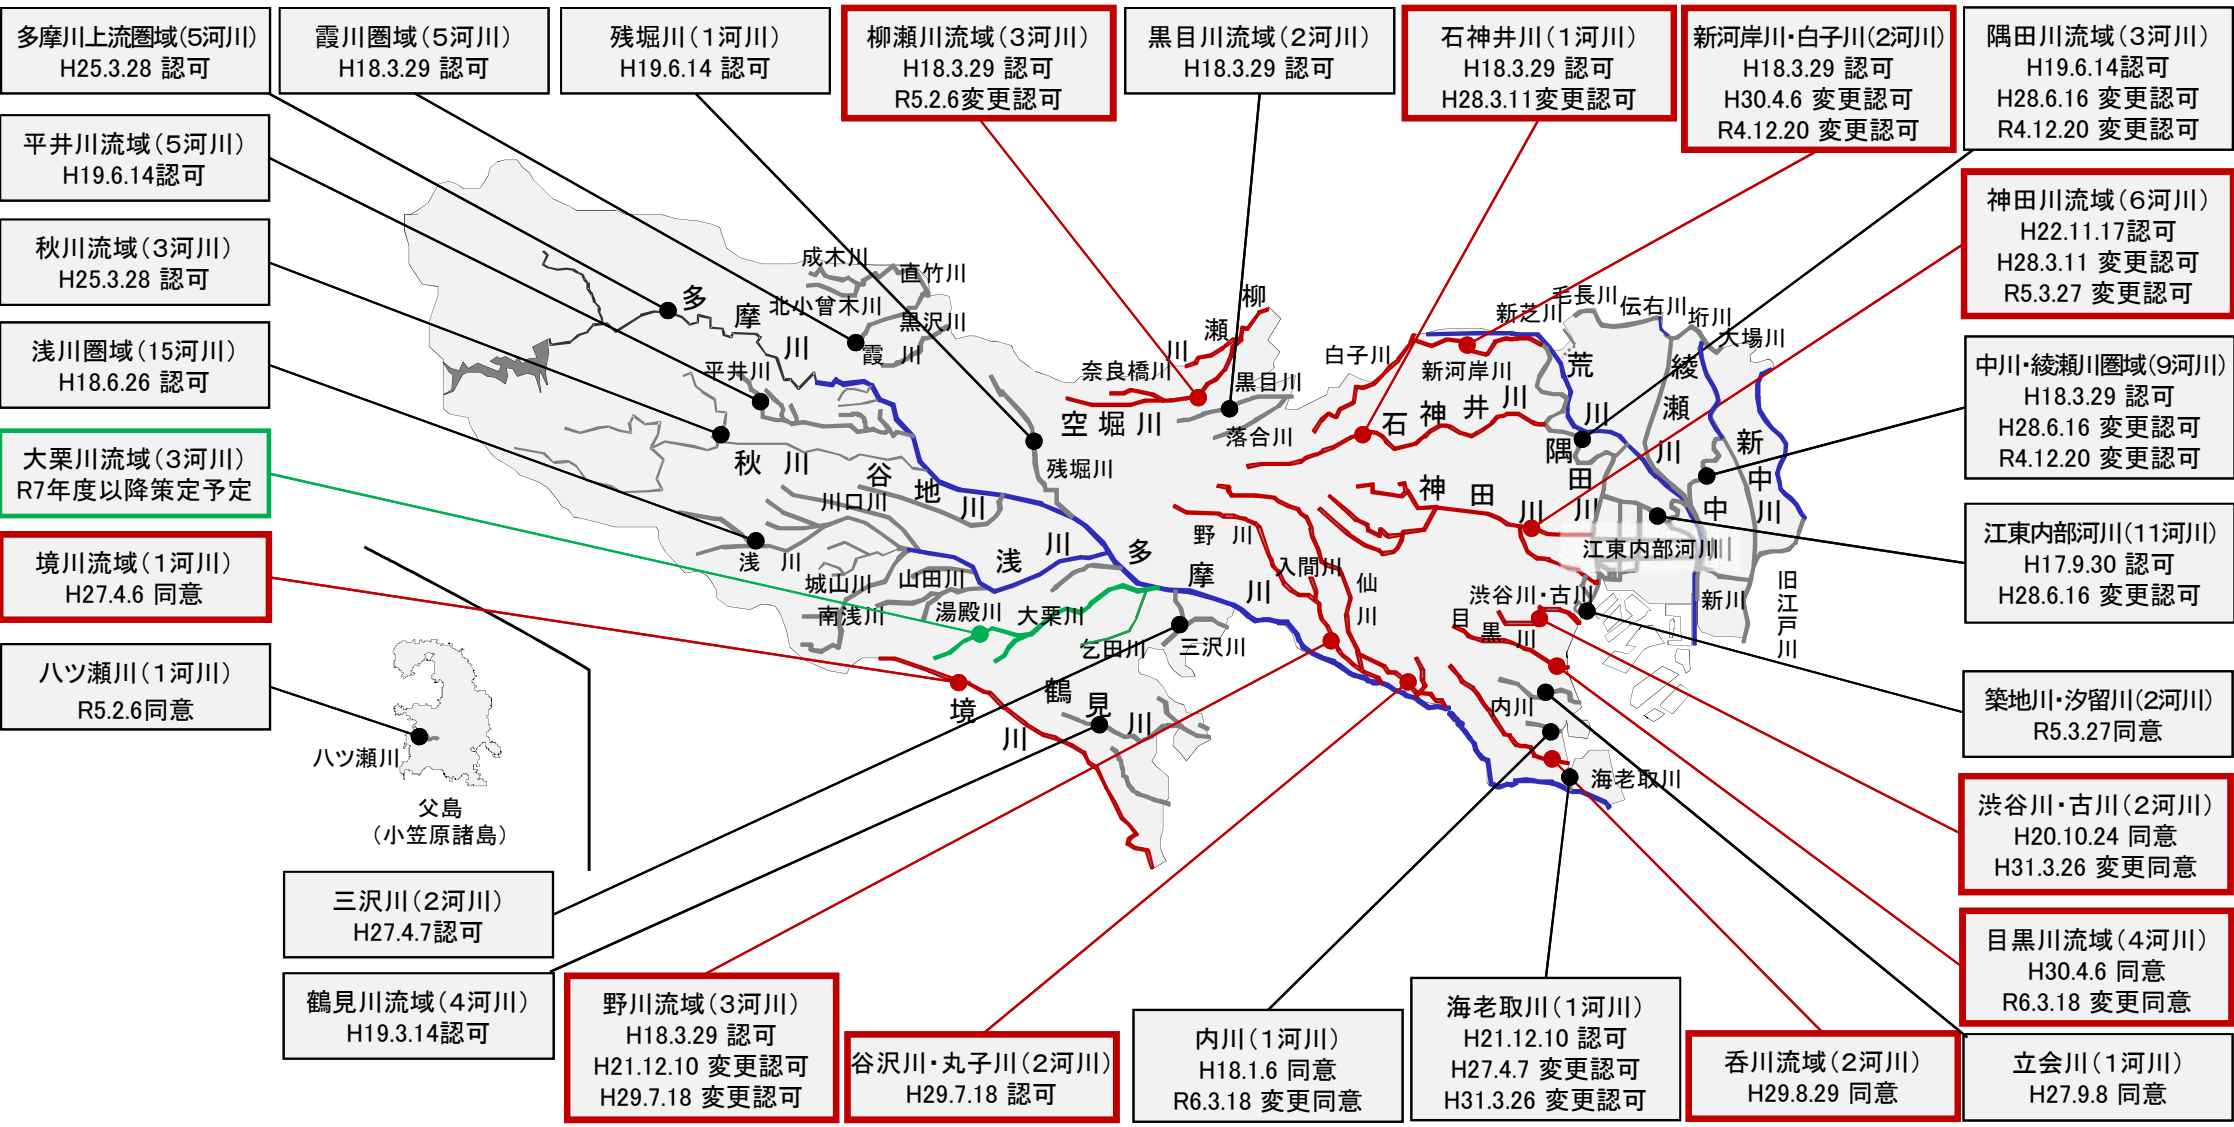 多摩川上流圏域(5河川)
H25.3.28 認可
霞川圏域(5河川)
H18.3.29 認可
残堀川(1河川)
H19.6.14 認可
柳瀬川流域(3河川)
H18.3.29 認可
R5.2.6変更認可
黒目川流域(2河川)
H18.3.29 認可
石神井川(1河川)
H18.3.29 認可
H28.3.11変更認可
新河岸川・白子川(2河川)
H18.3.29 認可
H30.4.6 変更認可
R4.12.20 変更認可
隅田川流域(3河川)
H19.6.14認可
H28.6.16 変更認可
R4.12.20 変更認可
平井川流域(5河川)
H19.6.14認可
秋川流域(3河川)
H25.3.28 認可
浅川圏域(15河川)
H18.6.26 認可
大栗川流域(3河川)
R7年度以降策定予定
境川流域(1河川)
H27.4.6 同意
八ツ瀬川(1河川)
R5.2.6同意
神田川流域(6河川)
H22.11.17認可
H28.3.11 変更認可
R5.3.27 変更認可
中川・綾瀬川圏域(9河川)
H18.3.29 認可
H28.6.16 変更認可
R4.12.20 変更認可
江東内部河川(11河川)
H17.9.30 認可
H28.6.16 変更認可
築地川・汐留川(2河川)
R5.3.27同意
渋谷川・古川(2河川)
H20.10.24 同意
H31.3.26 変更同意
目黒川流域(4河川)
H30.4.6 同意
R6.3.18 変更同意
立会川(1河川)
H27.9.8 同意
三沢川(2河川)
H27.4.7認可
鶴見川流域(4河川)
H19.3.14認可
野川流域(3河川)
H18.3.29 認可
H21.12.10 変更認可
H29.7.18 変更認可
谷沢川・丸子川(2河川)
H29.7.18 認可
内川(1河川)
H18.1.6 同意
R6.3.18 変更同意
海老取川(1河川)
H21.12.10 認可
H27.4.7 変更認可
H31.3.26 変更認可
呑川流域(2河川)
H29.8.29 同意
成木川
直竹川
北小曾木川
黒沢川
霞川
多摩川
平井川
秋川
谷地川
川口川
浅川
城山川
山田川
南浅川
湯殿川
大栗川
乞田川
三沢川
浅川
多摩川
残堀川
柳瀬川
奈良橋川
空堀川
黒目川
落合川
白子川
新河岸川
新芝川
毛長川
伝右川
垳川
大場川
荒川
綾瀬川
石神井川
隅田川
新中川
中川
神田川
江東内部河川
新川
旧江戸川
野川
入間川
仙川
渋谷川・古川
目黒川
内川
海老取川
鶴見川
境川
八ツ瀬川
父島
(小笠原諸島)